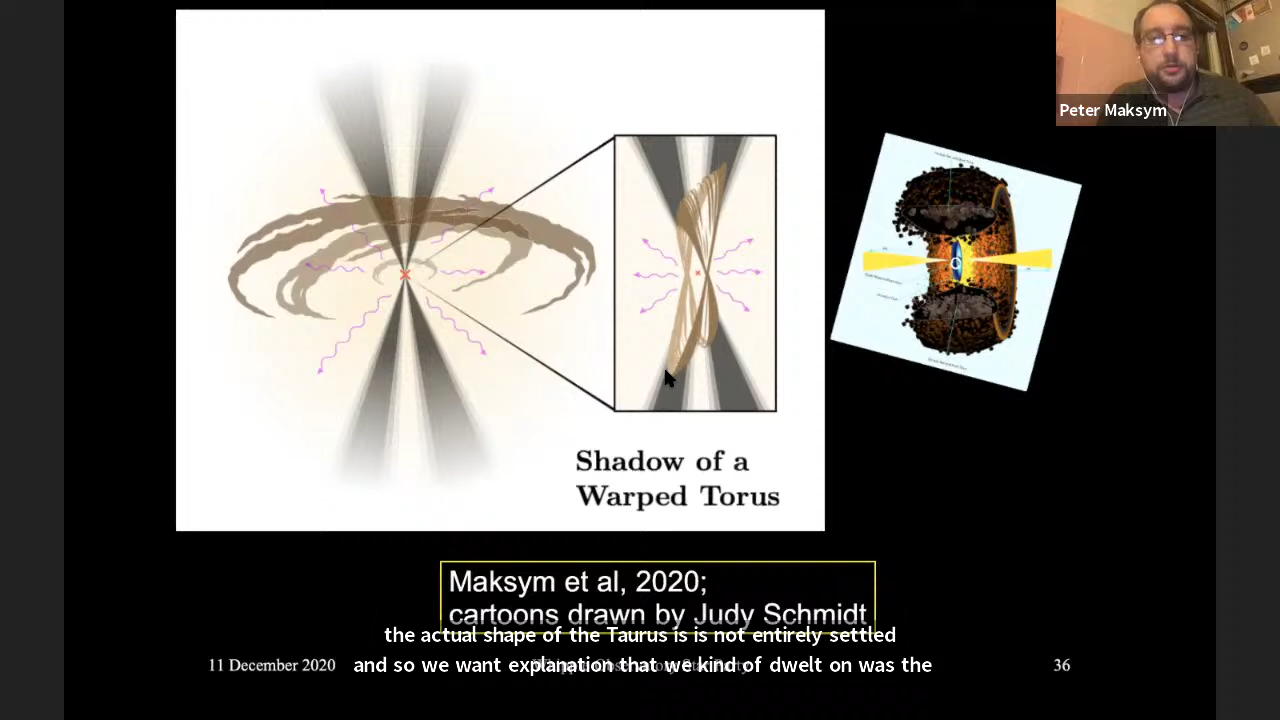 Peter Maksym
Shadow of a
Warped Torus
Maksym et al, 2020;
cartoons drawn by Judy Schmidt
the actual shape of the Taurus is is not entirely settled
and so we want explanation that we kind of dwelt on was the
11 December 2020
36